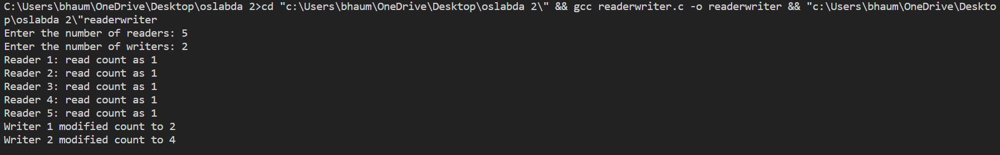 C:\Users\bhaum\OneDrive\Desktop\oslabda 2>cd "c:\Users\bhaum\OneDrive\Desktop\oslabda 2\" && gcc readerwriter.c -o readerwriter && "c:\Users\bhaum\OneDrive\Deskto
p\oslabda 2\"readerwriter
Enter the number of readers: 5
Enter the number of writers: 2
Reader 1: read count as 1
Reader 2: read count as 1
Reader 3: read count as 1
Reader 4: read count as 1
Reader 5: read count as 1
Writer 1 modified count to 2
Writer 2 modified count to 4